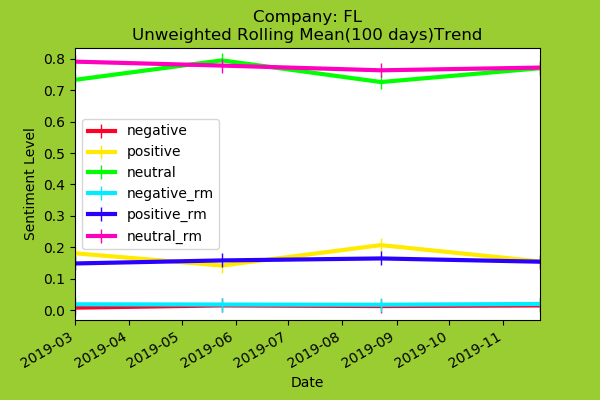 Company: FL
Unweighted Rolling Mean(100 days)Trend
Sentiment Level
0.8
0.7
0.6
0.5
0.4
0.3
0.2
0.1
0.0
negative
positive
neutral
negative_rm
positive_rm
neutral_rm
2019-03
2019-04
2019-05
2019-06
2019-07
2019-08
2019-09
2019-10
2019-11
Date